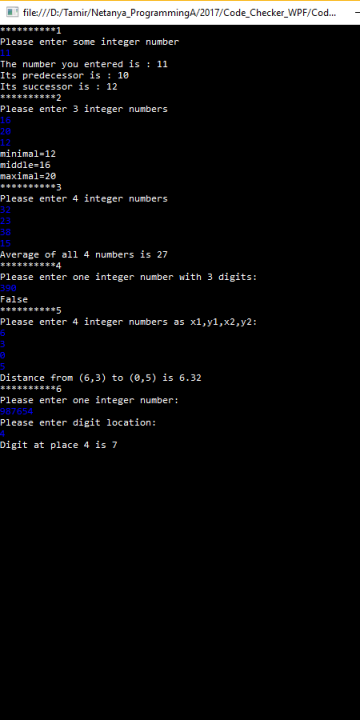 file:///D:/Tamir/Netanya_ProgrammingA/2017/Code_Checker_WPF/Cod...
**********1
Please enter some integer number
11
The number you entered is : 11
Its predecessor is : 10
Its successor is : 12
**********2
Please enter 3 integer numbers
16
20
12
minimal=12
middle=16
maximal=20
**********3
Please enter 4 integer numbers
32
23
15
Average of all 4 numbers is 27
**********4
Please enter one integer number with 3 digits:
False
**********5
Please enter 4 integer numbers as x1,y1,x2,y2:
6
3
0
5
Distance from (6,3) to (0,5) is 6.32
**********6
Please enter one integer number:
Please enter digit location:
4
Digit at place 4 is 7